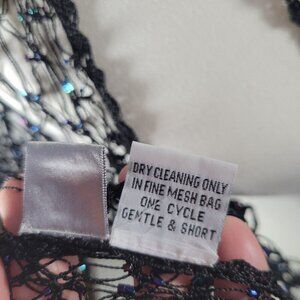 DRY CLEANING ONLY
IN FINE MESH BAG
ONE CYCLE
GENTLE & SHORT